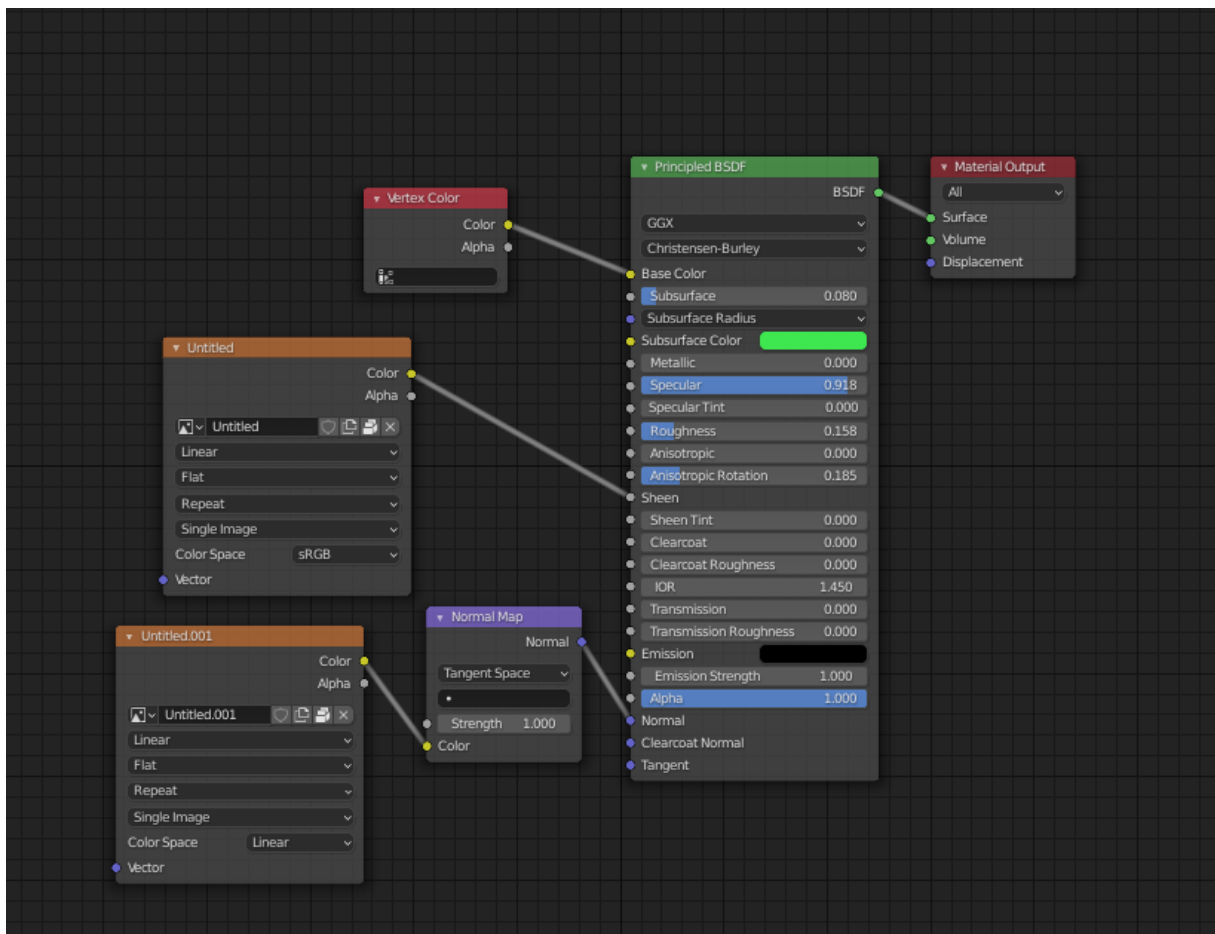 Vertex Color
Color
Alpha
Untitled
Color
Alpha
Untitled
Linear
Flat
Repeat
Single Image
Color Space sRGB
Vector
Untitled.001
Color
Alpha
Untitled.001
Linear
Flat
Repeat
Single Image
Color Space Linear
Vector
Normal Map
Normal
Tangent Space
Strength 1.000
Color
Principled BSDF
BSDF
GGX
Christensen-Burley
Base Color
Subsurface 0.080
Subsurface Radius
Subsurface Color
Metallic 0.000
Specular 0.918
Specular Tint 0.000
Roughness 0.158
Anisotropic 0.000
Anisotropic Rotation 0.185
Sheen
Sheen Tint 0.000
Clearcoat 0.000
Clearcoat Roughness 0.000
IOR 1.450
Transmission 0.000
Transmission Roughness 0.000
Emission
Emission Strength 1.000
Alpha 1.000
Normal
Clearcoat Normal
Tangent
Material Output
All
Surface
Volume
Displacement